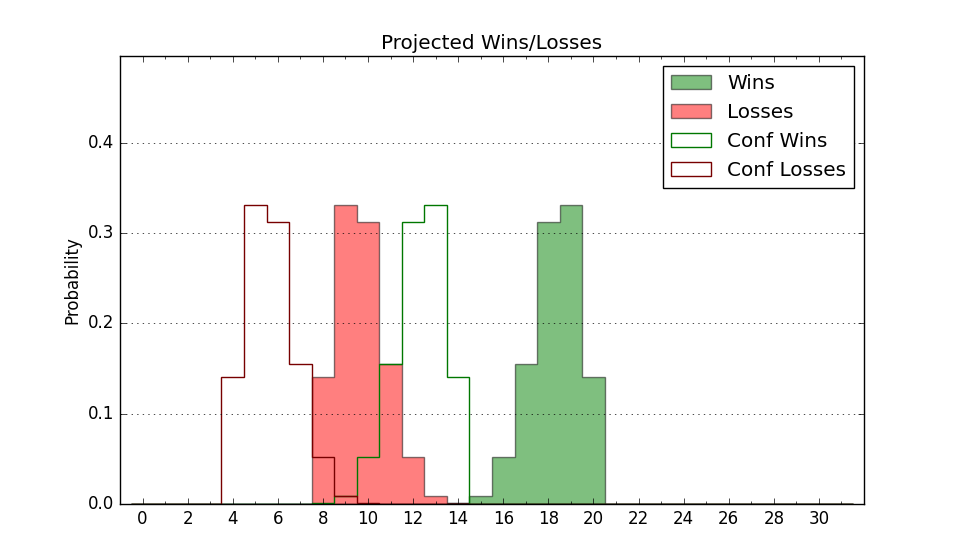 Projected Wins/Losses
Wins
Losses
Conf Wins
Conf Losses
Probability
0.4
0.3
0.2
0.1
0.0
0 2 4 6 8 10 12 14 16 18 20 22 24 26 28 30